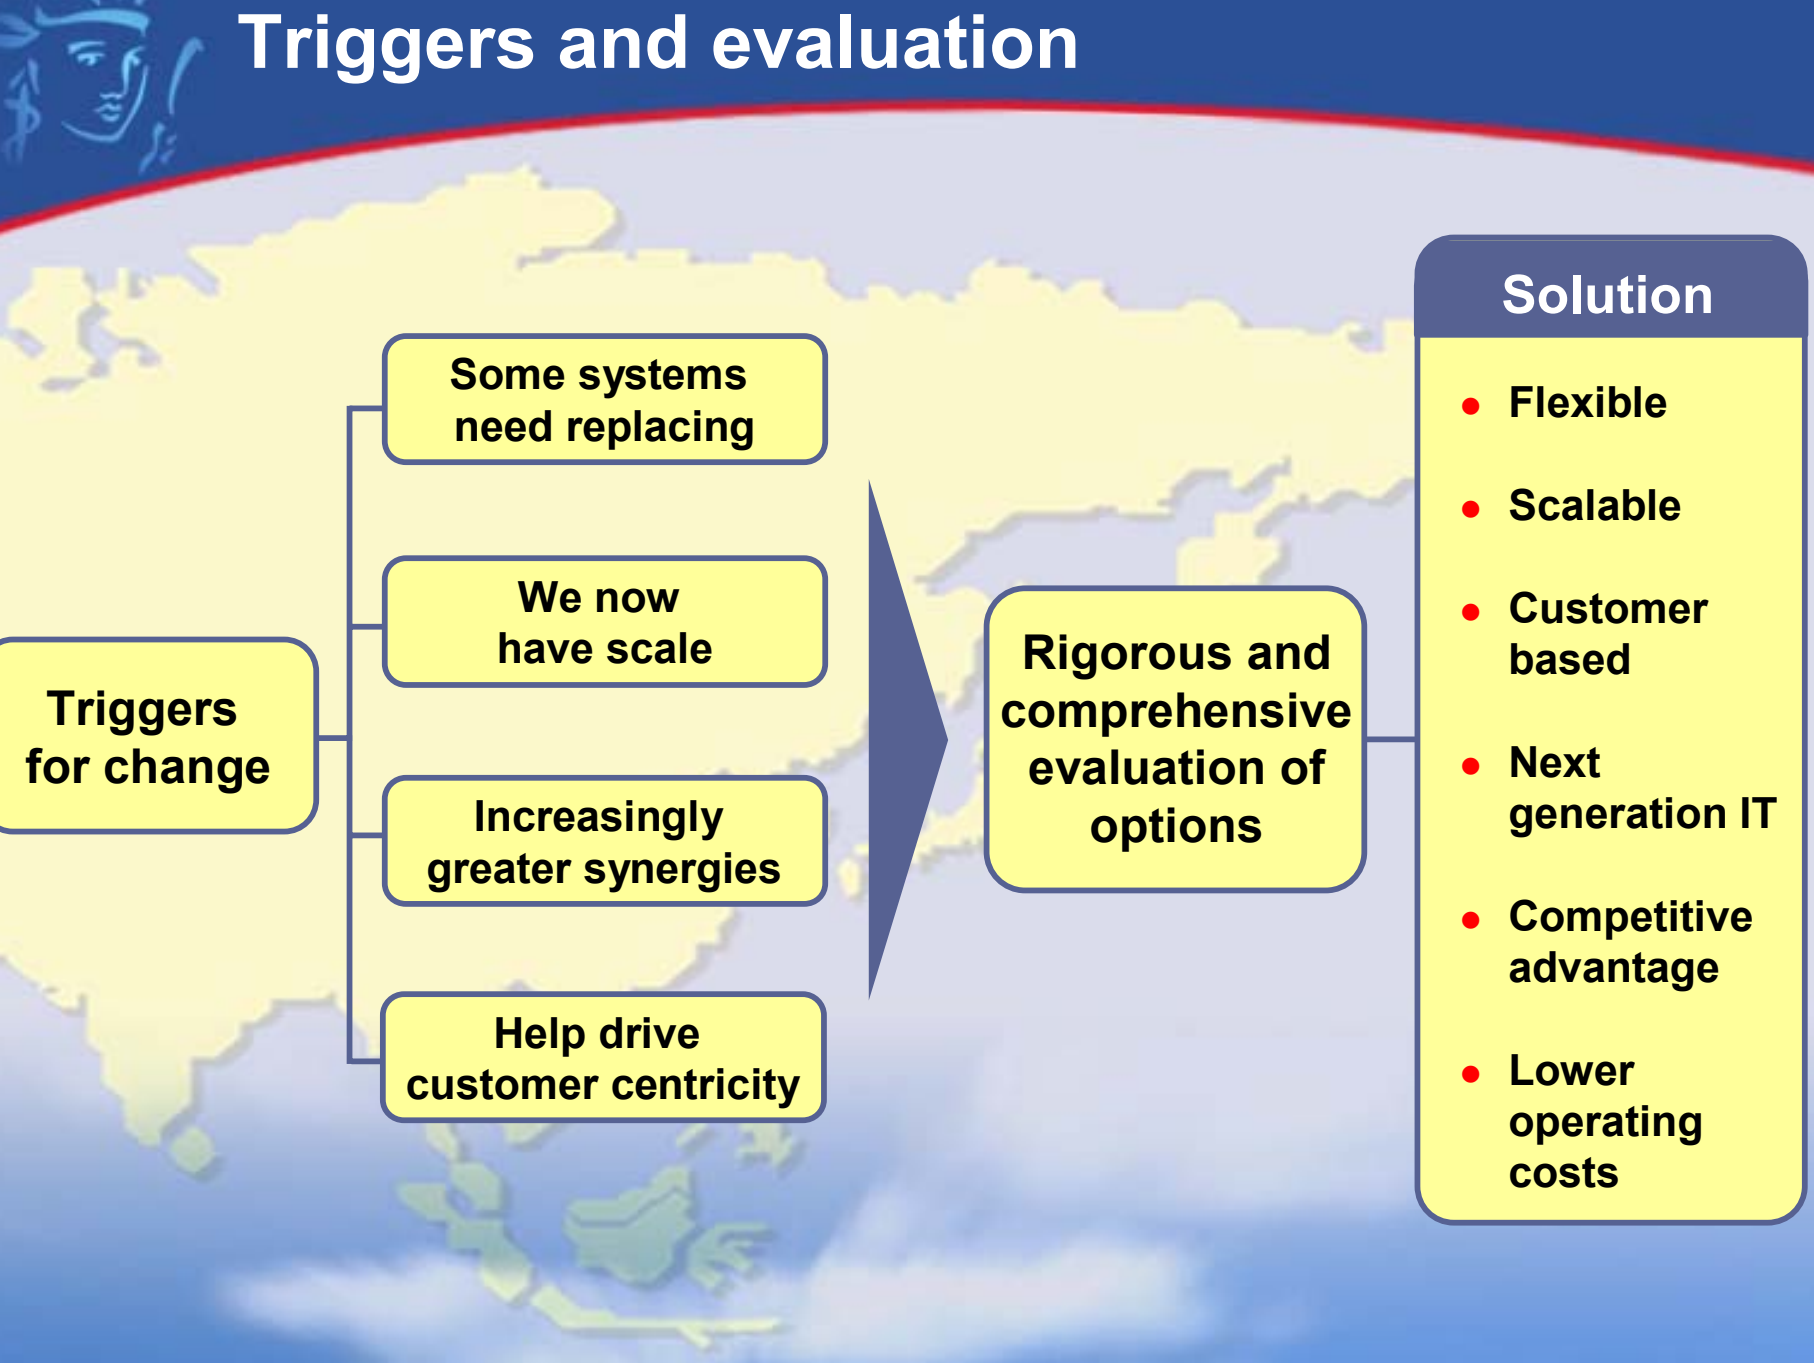 Triggers and evaluation
Triggers
for change
Some systems
need replacing
We now
have scale
Increasingly
greater synergies
Help drive
customer centricity
Rigorous and
comprehensive
evaluation of
options
Solution
● Flexible
● Scalable
● Customer
based
● Next
generation IT
● Competitive
advantage
● Lower
operating
costs